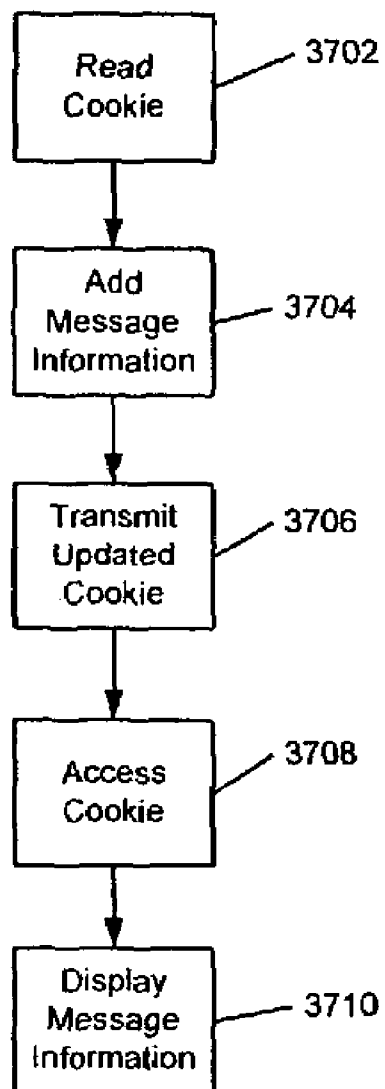 Read
Cookie
3702
Add
Message
Information
3704
Transmit
Updated
Cookie
3706
Access
Cookie
3708
Display
Message
Information
3710